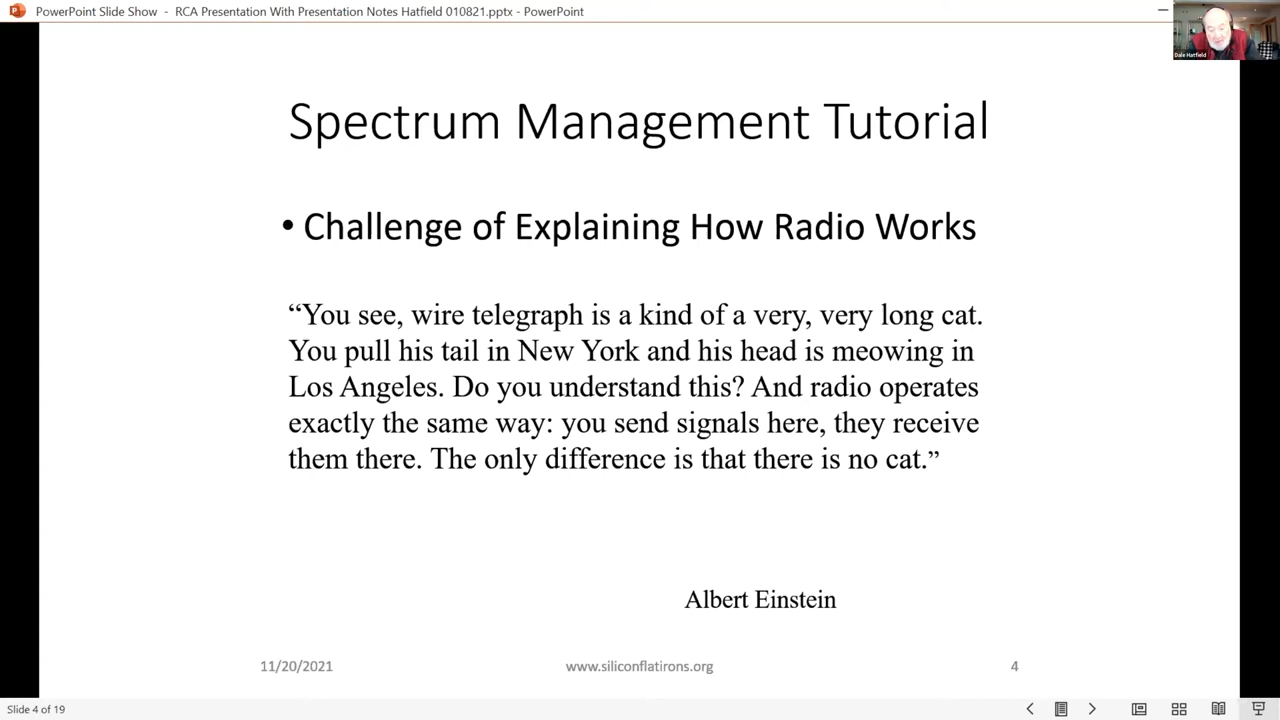 PowerPoint Slide Show - RCA Presentation With Presentation Notes Hatfield 010821.pptx - PowerPoint
Dale Hatfield
Spectrum Management Tutorial
• Challenge of Explaining How Radio Works
“You see, wire telegraph is a kind of a very, very long cat.
You pull his tail in New York and his head is meowing in
Los Angeles. Do you understand this? And radio operates
exactly the same way: you send signals here, they receive
them there. The only difference is that there is no cat.”
Albert Einstein
11/20/2021
www.siliconflatirons.org
4
Slide 4 of 19